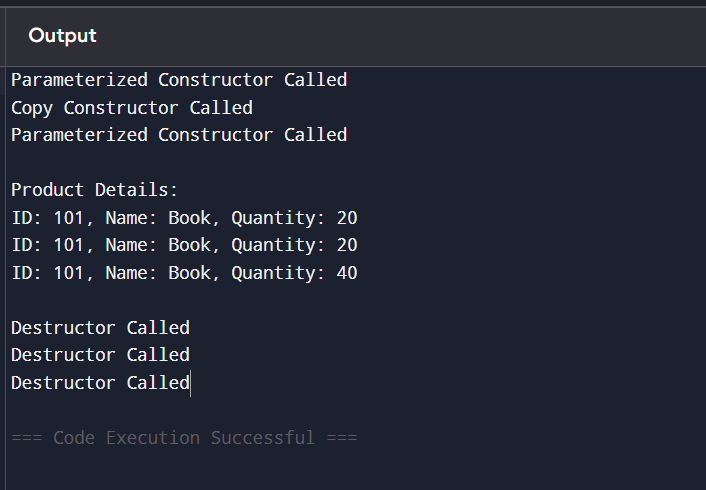 Output
Parameterized Constructor Called
Copy Constructor Called
Parameterized Constructor Called
Product Details:
ID: 101, Name: Book, Quantity: 20
ID: 101, Name: Book, Quantity: 20
ID: 101, Name: Book, Quantity: 40
Destructor Called
Destructor Called
Destructor Called
=== Code Execution Successful ===